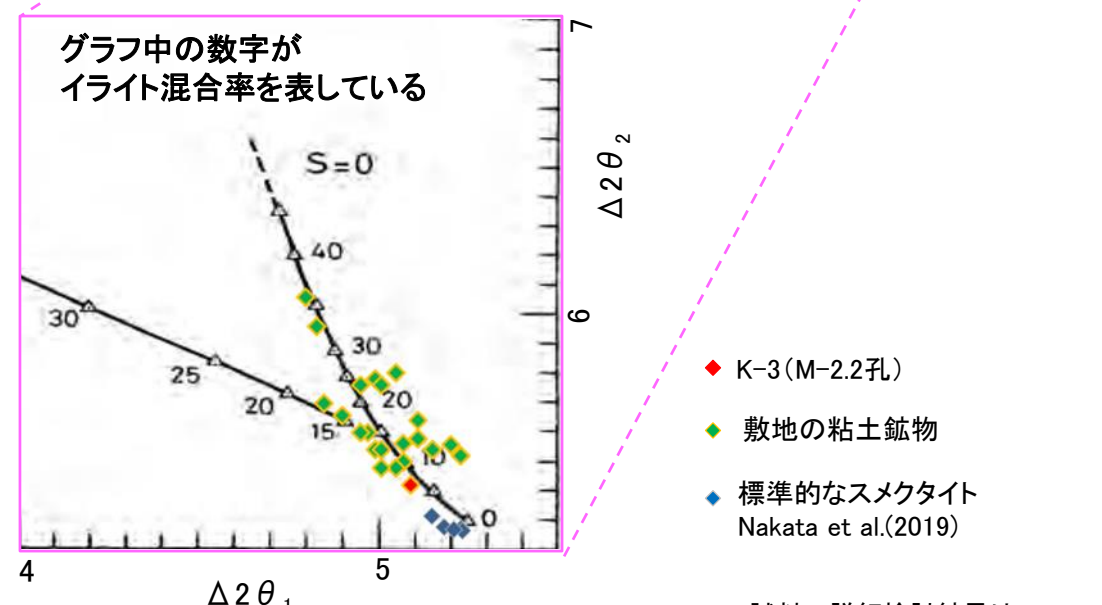 グラフ中の数字が
イライト混合率を表している
7
S=0
Δ2θ₂
40
6
30
30
25
20
20
15
10
0
K-3(M-2.2孔)
敷地の粘土鉱物
標準的なスメクタイト
Nakata et al.(2019)
4
5
Δ2θ₁